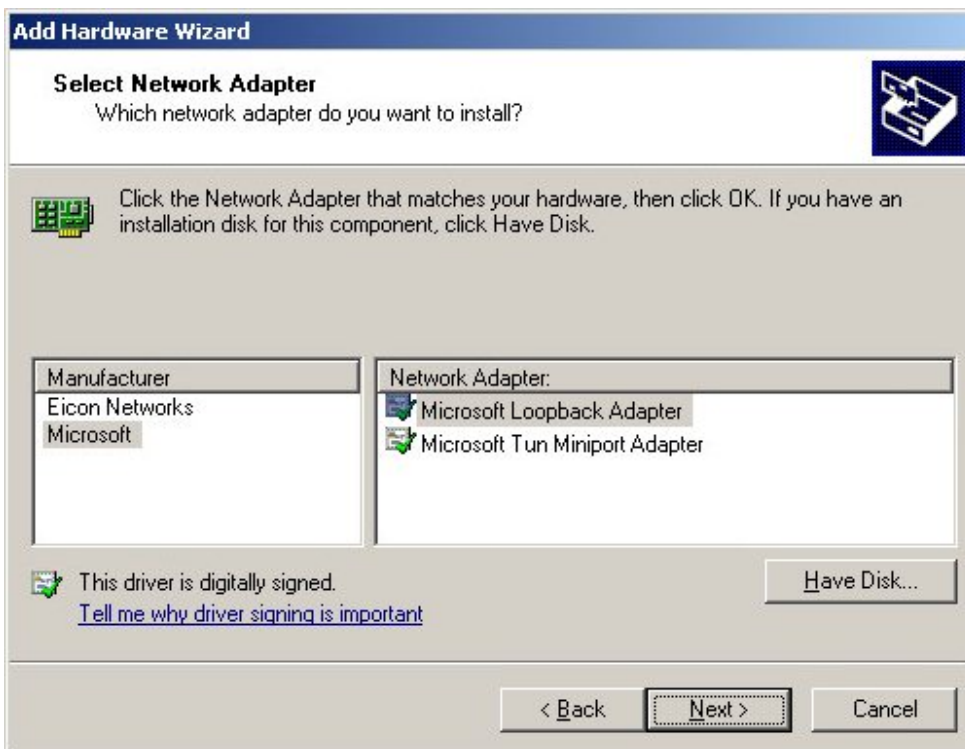 Add Hardware Wizard
Select Network Adapter
Which network adapter do you want to install?
Click the Network Adapter that matches your hardware, then click OK. If you have an
installation disk for this component, click Have Disk.
Manufacturer
Eicon Networks
Microsoft
Network Adapter:
Microsoft Loopback Adapter
Microsoft Tun Miniport Adapter
This driver is digitally signed.
Tell me why driver signing is important
Have Disk...
< Back
Next >
Cancel